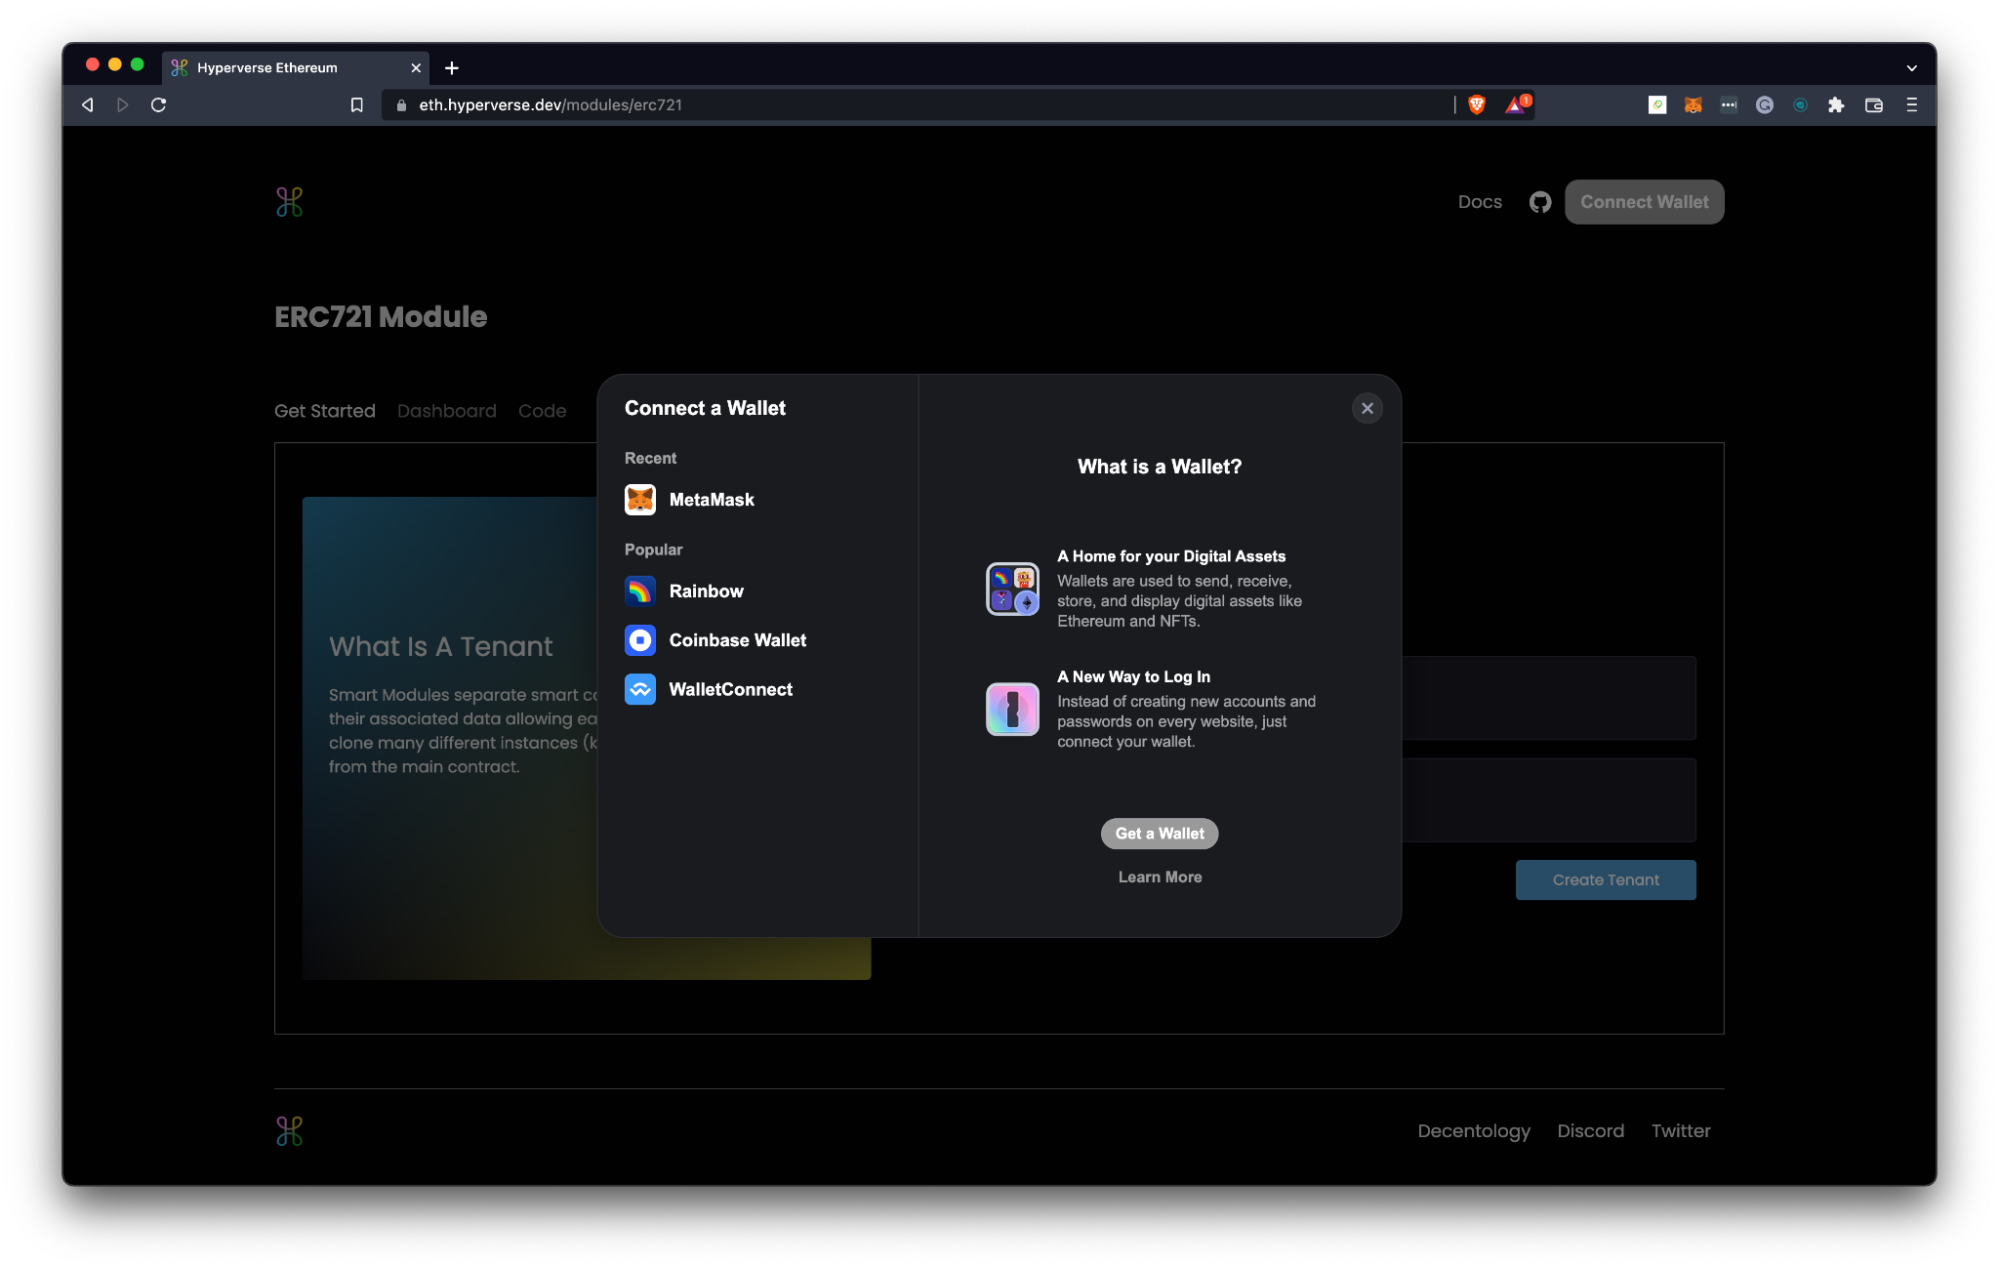 Hyperverse Ethereum
eth.hyperverse.dev/modules/erc721
1
Docs
Connect Wallet
ERC721 Module
Get Started
Dashboard
Code
What Is A Tenant
Smart Modules separate smart
their associated data allowing
clone many different instances
from the main contract.
Connect a Wallet
Recent
MetaMask
Popular
Rainbow
Coinbase Wallet
WalletConnect
What is a Wallet?
A Home for your Digital Assets
Wallets are used to send, receive,
store, and display digital assets like
Ethereum and NFTs.
A New Way to Log In
Instead of creating new accounts and
passwords on every website, just
connect your wallet.
Get a Wallet
Learn More
Create Tenant
Decentology
Discord
Twitter